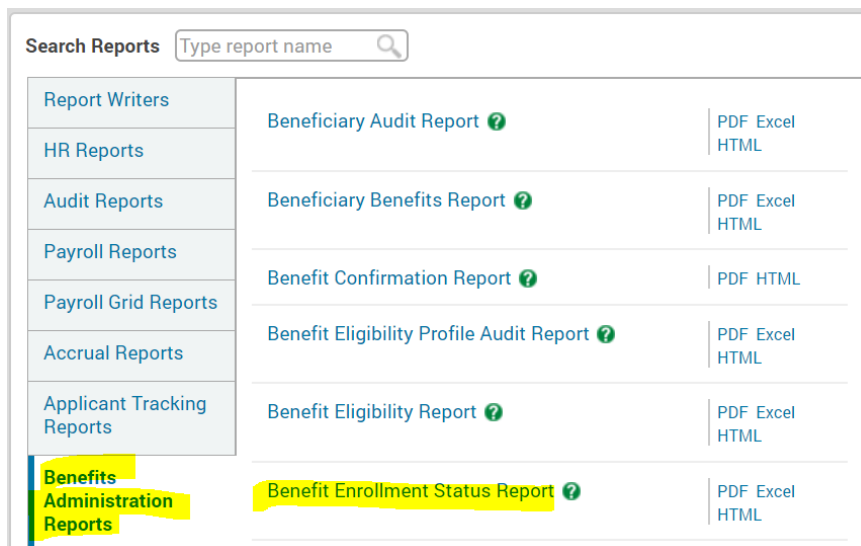 Search Reports Type report name
Report Writers
HR Reports
Audit Reports
Payroll Reports
Payroll Grid Reports
Accrual Reports
Applicant Tracking
Reports
Benefits
Administration
Reports
Beneficiary Audit Report ? PDF Excel
HTML
Beneficiary Benefits Report ? PDF Excel
HTML
Benefit Confirmation Report ? PDF HTML
Benefit Eligibility Profile Audit Report ? PDF Excel
HTML
Benefit Eligibility Report ? PDF Excel
HTML
Benefit Enrollment Status Report ? PDF Excel
HTML